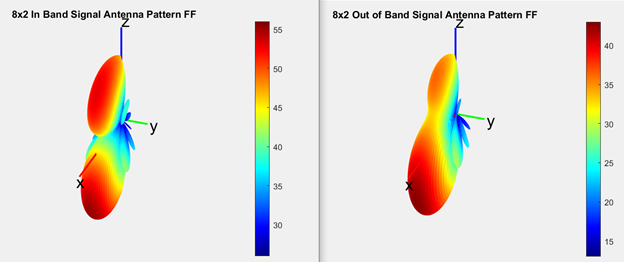 8x2 In Band Signal Antenna Pattern FF
z
y
x
55
50
45
40
35
30
8x2 Out of Band Signal Antenna Pattern FF
z
y
x
40
35
30
25
20
15